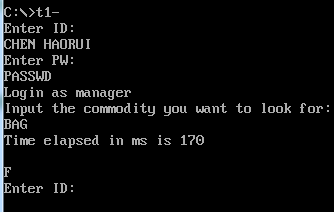 C:\>t1-
Enter ID:
CHEN HAORUI
Enter PW:
PASSWD
Login as manager
Input the commodity you want to look for:
BAG
Time elapsed in ms is 170
F
Enter ID: